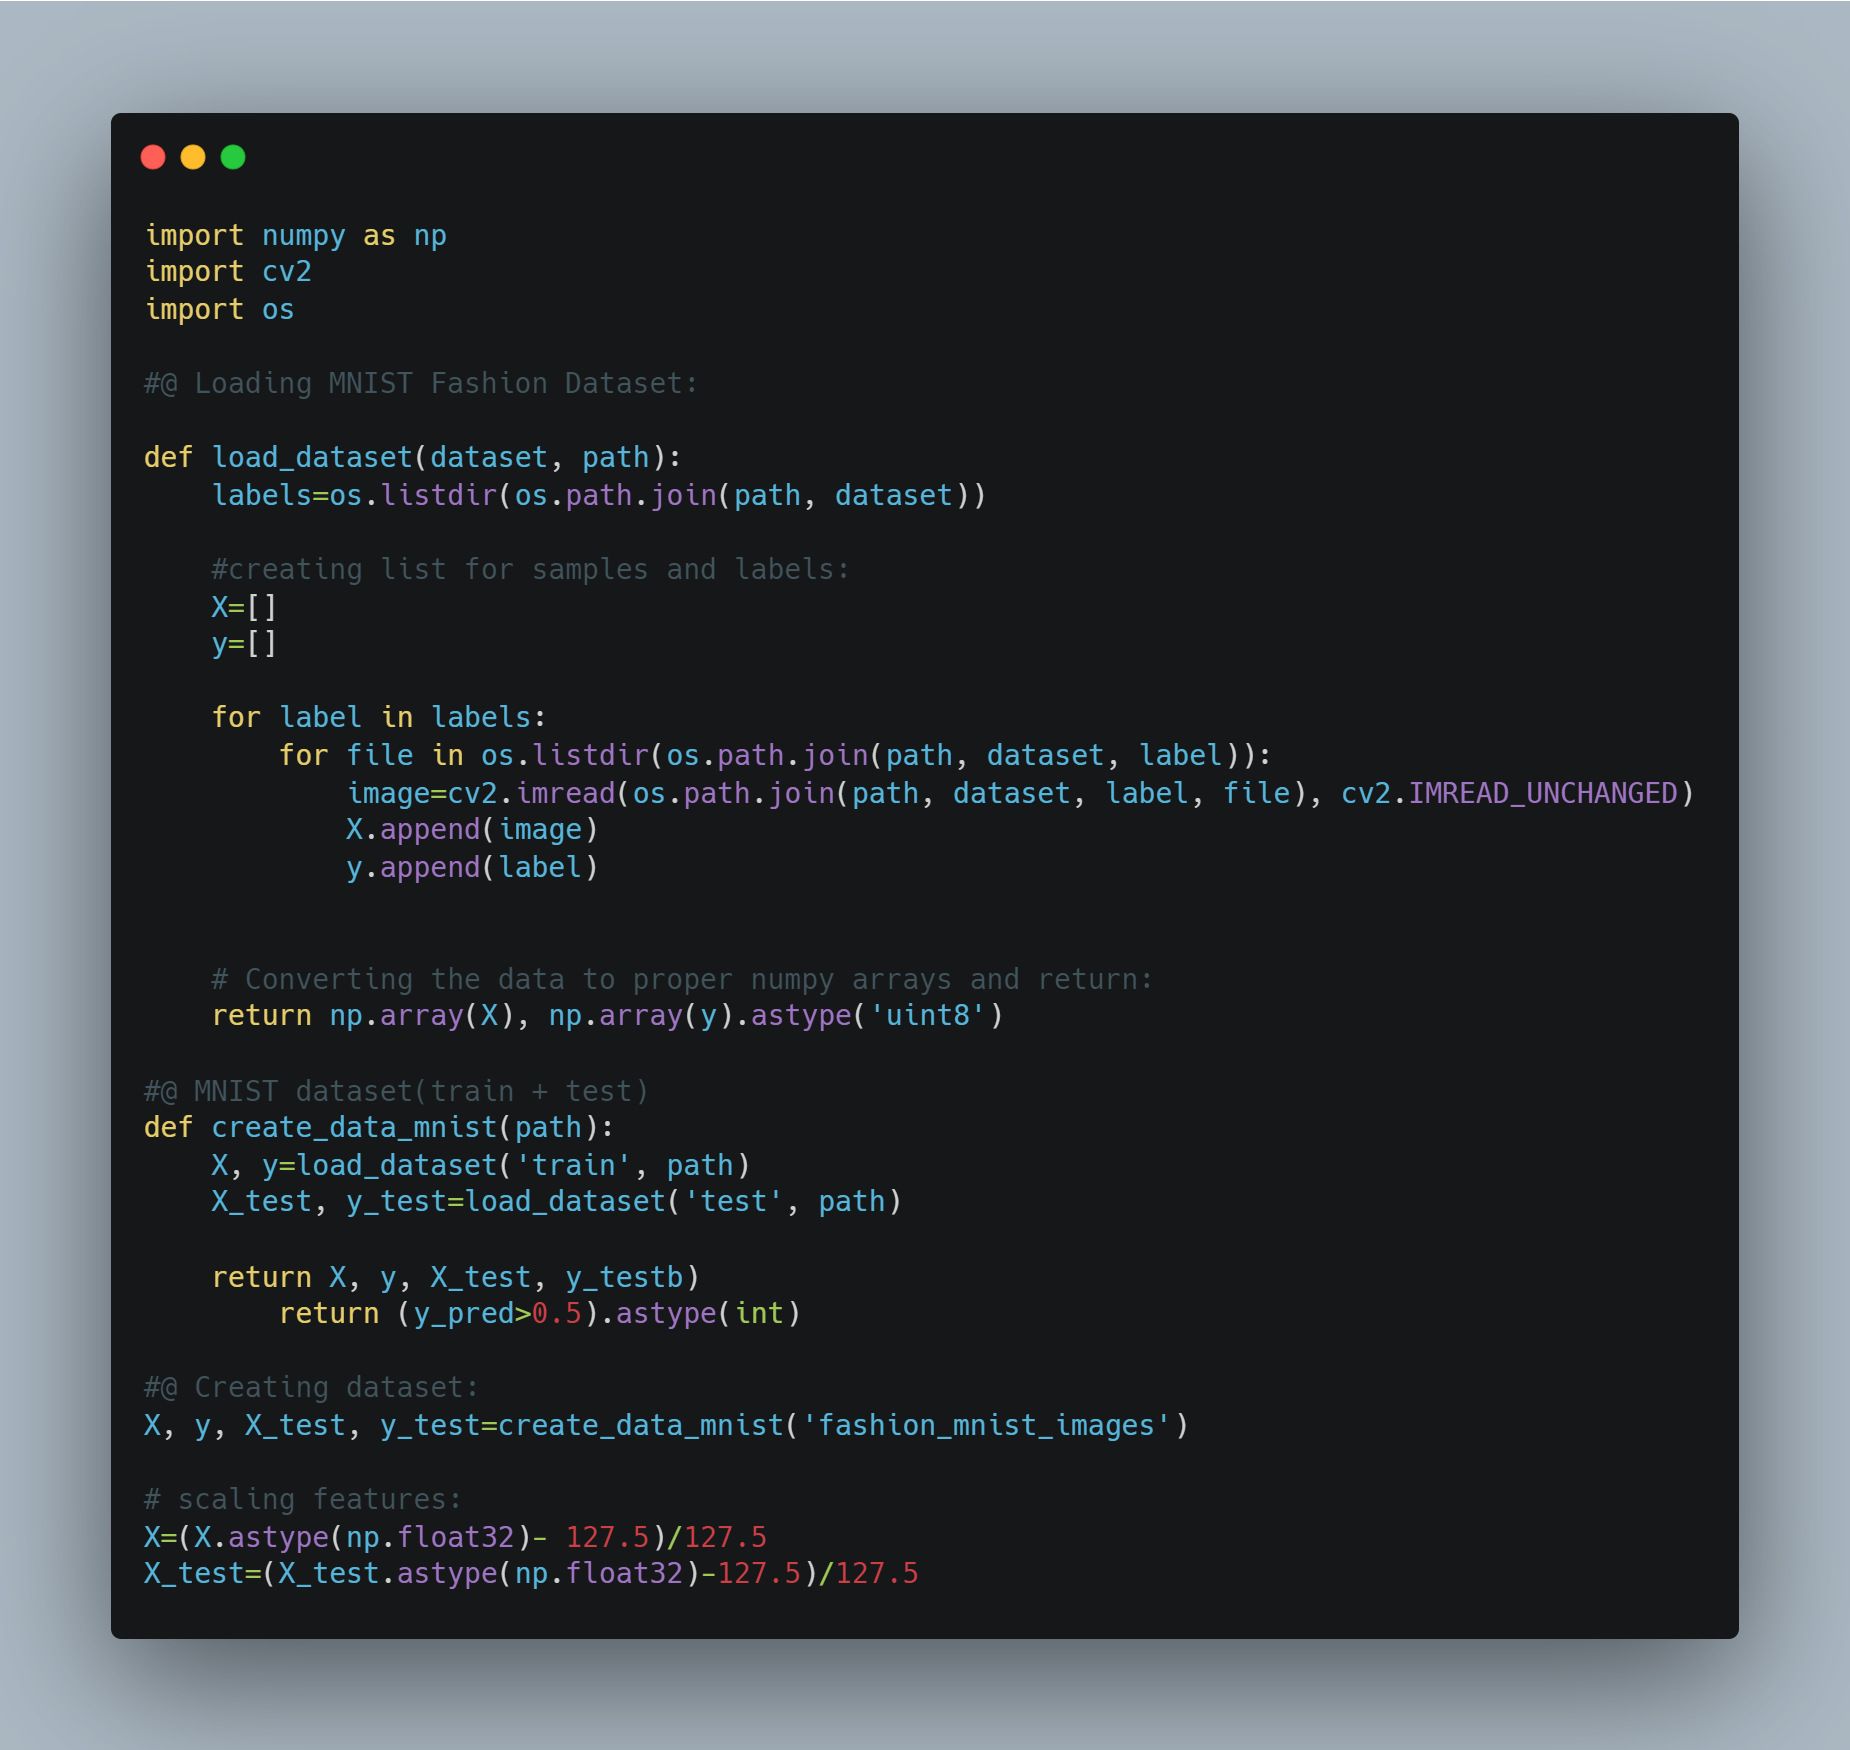 import numpy as np
import cv2
import os
#@ Loading MNIST Fashion Dataset:
def load_dataset(dataset, path):
    labels=os.listdir(os.path.join(path, dataset))
    #creating list for samples and labels:
    X=[]
    y=[]
    for label in labels:
        for file in os.listdir(os.path.join(path, dataset, label)):
            image=cv2.imread(os.path.join(path, dataset, label, file), cv2.IMREAD_UNCHANGED)
            X.append(image)
            y.append(label)
    # Converting the data to proper numpy arrays and return:
    return np.array(X), np.array(y).astype('uint8')
#@ MNIST dataset(train + test)
def create_data_mnist(path):
    X, y=load_dataset('train', path)
    X_test, y_test=load_dataset('test', path)
    return X, y, X_test, y_testb)
        return (y_pred>0.5).astype(int)
#@ Creating dataset:
X, y, X_test, y_test=create_data_mnist('fashion_mnist_images')
# scaling features:
X=(X.astype(np.float32)- 127.5)/127.5
X_test=(X_test.astype(np.float32)-127.5)/127.5